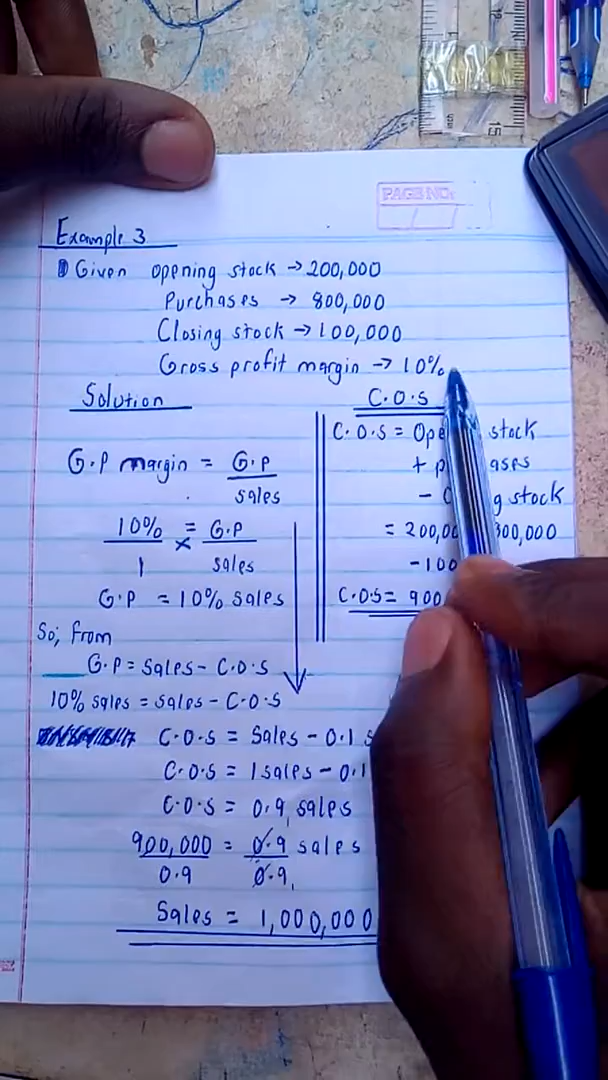 PAGE NO:
Example 3
Given opening stock → 200,000
Purchases → 800,000
Closing stock → 100,000
Gross profit margin → 10%
Solution
G.P margin = G.P
sales
10% = G.P
1 × sales
G.P = 10% sales
So, from
G.P = sales - C.O.S
10% sales = sales - C.O.S
C.O.S = Sales - 0.1 s
C.O.S = 1 sales - 0.1
C.O.S = 0.9 sales
900,000 = 0.9 sales
0.9 0.9
Sales = 1,000,000
C.O.S
C.O.S = Ope stock
+ p ases
- C g stock
= 200,00 800,000
- 100
C.O.S = 900